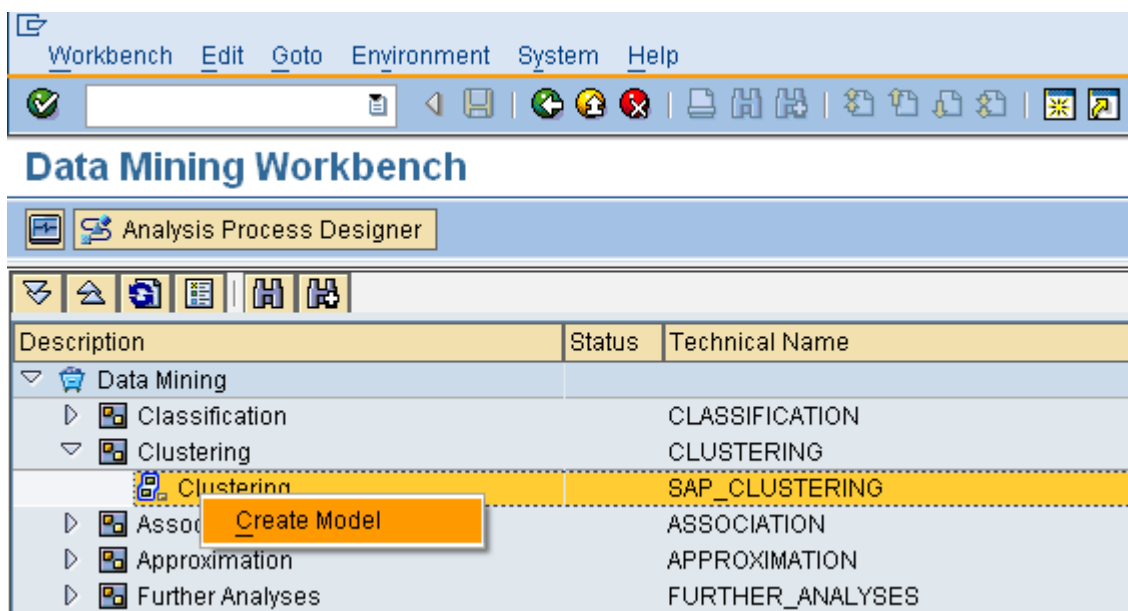 Workbench Edit Goto Environment System Help
Data Mining Workbench
Analysis Process Designer
Description Status Technical Name
Data Mining
Classification CLASSIFICATION
Clustering CLUSTERING
Clustering SAP_CLUSTERING
Create Model
ASSOCIATION
Approximation APPROXIMATION
Further Analyses FURTHER_ANALYSES